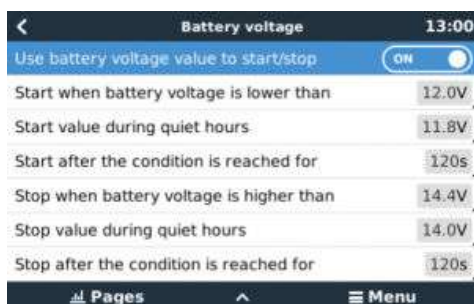 Battery voltage 13:00
Use battery voltage value to start/stop ON
Start when battery voltage is lower than 12.0V
Start value during quiet hours 11.8V
Start after the condition is reached for 120s
Stop when battery voltage is higher than 14.4V
Stop value during quiet hours 14.0V
Stop after the condition is reached for 120s
Pages Menu